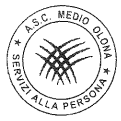 A.S.C. MEDIO OLONA
SERVIZI ALLA PERSONA